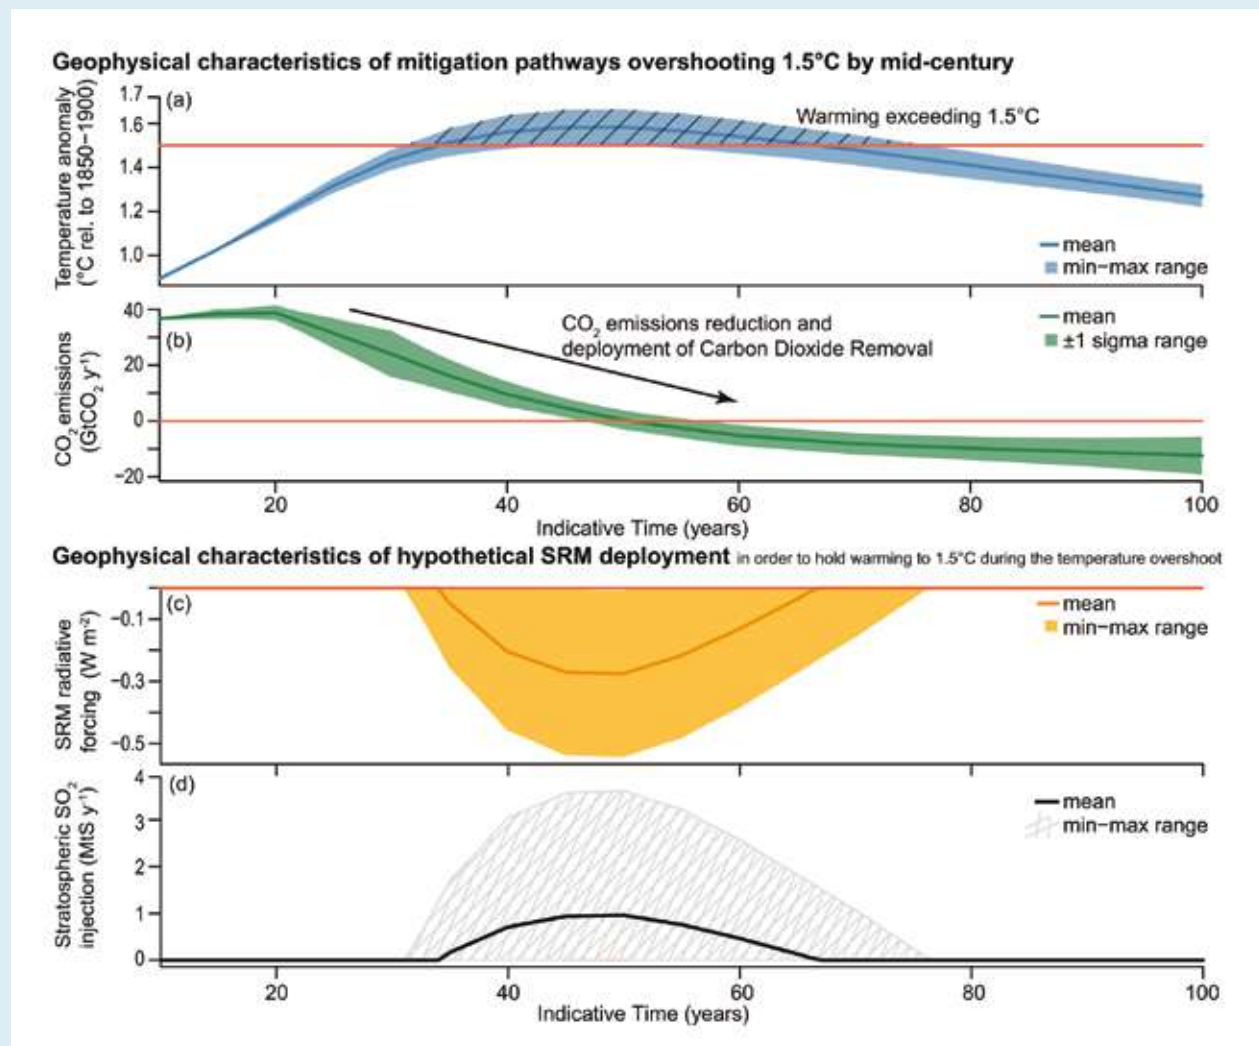 Geophysical characteristics of mitigation pathways overshooting 1.5°C by mid-century
Temperature anomaly
(°C rel. to 1850−1900)
1.7
1.6
1.4
1.2
1.0
(a)
Warming exceeding 1.5°C
mean
min−max range
CO2 emissions
(GtCO2 y-1)
40
20
0
−20
(b)
CO2 emissions reduction and
deployment of Carbon Dioxide Removal
mean
±1 sigma range
20 40 60 80 100
Indicative Time (years)
Geophysical characteristics of hypothetical SRM deployment in order to hold warming to 1.5°C during the temperature overshoot
SRM radiative
forcing (W m-2)
−0.1
−0.3
−0.5
(c)
mean
min−max range
Stratospheric SO2
injection (MtS y-1)
4
3
2
1
0
(d)
mean
min−max range
20 40 60 80 100
Indicative Time (years)